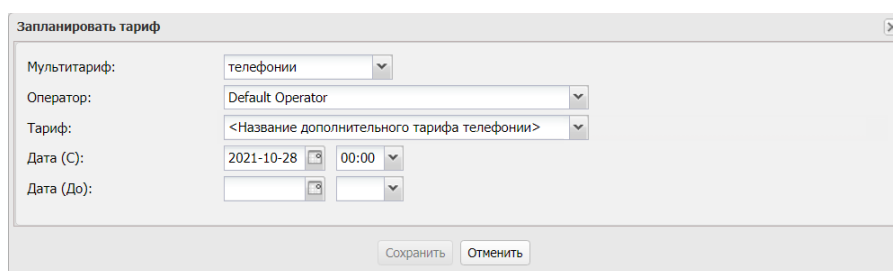 Запланировать тариф
Мультитариф: телефонии
Оператор: Default Operator
Тариф: <Название дополнительного тарифа телефонии>
Дата (С): 2021-10-28 00:00
Дата (До):
Сохранить Отменить